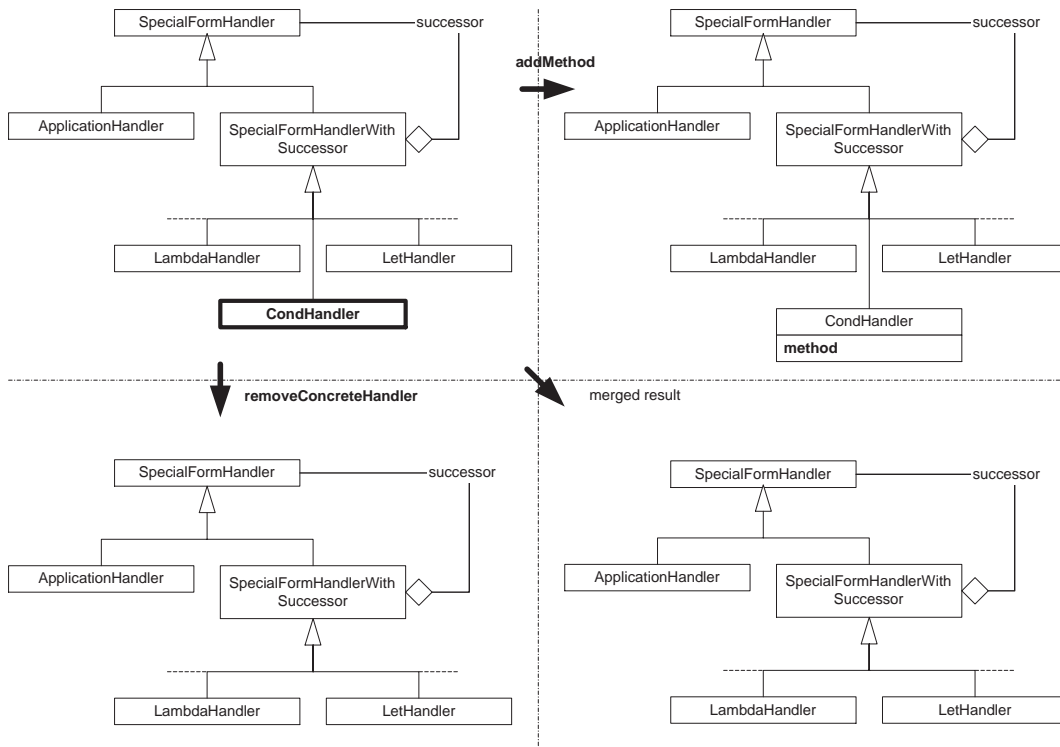 SpecialFormHandler
successor
ApplicationHandler
SpecialFormHandlerWith
Successor
LambdaHandler
LetHandler
CondHandler
addMethod
SpecialFormHandler
successor
ApplicationHandler
SpecialFormHandlerWith
Successor
LambdaHandler
LetHandler
CondHandler
method
removeConcreteHandler
merged result
SpecialFormHandler
successor
ApplicationHandler
SpecialFormHandlerWith
Successor
LambdaHandler
LetHandler
SpecialFormHandler
successor
ApplicationHandler
SpecialFormHandlerWith
Successor
LambdaHandler
LetHandler